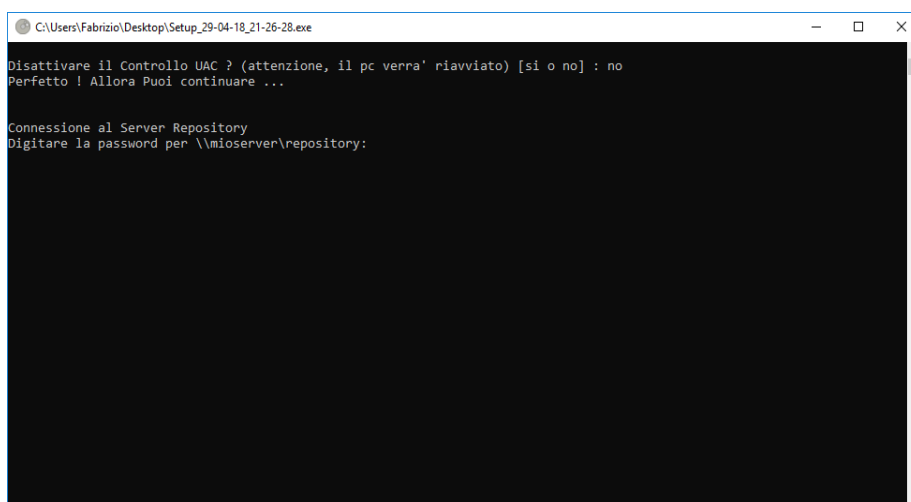 C:\Users\Fabrizio\Desktop\Setup_29-04-18_21-26-28.exe
Disattivare il Controllo UAC ? (attenzione, il pc verra' riavviato) [si o no] : no
Perfetto ! Allora Puoi continuare ...
Connessione al Server Repository
Digitare la password per \\mioserver\repository: